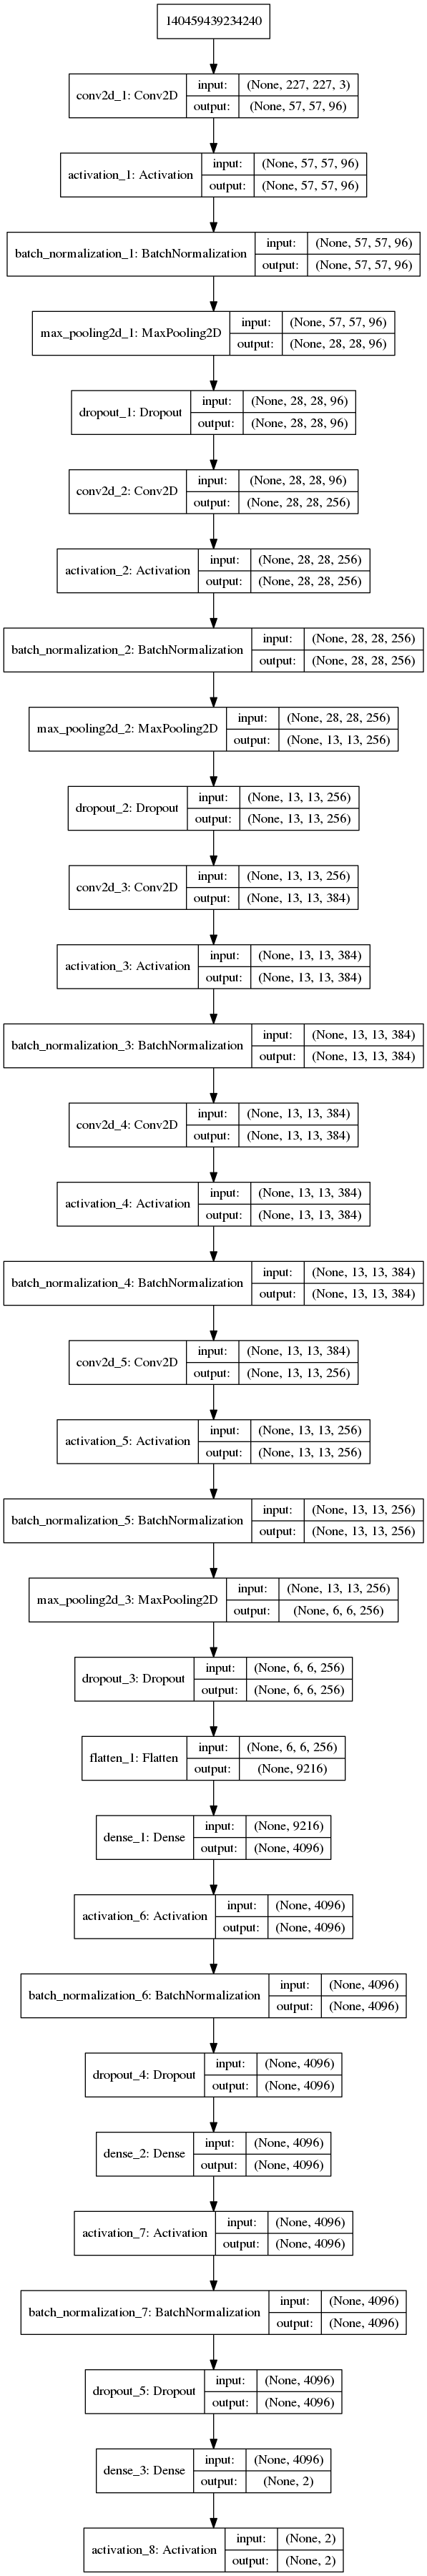 140459439234240
conv2d_1: Conv2D
input: (None, 227, 227, 3)
output: (None, 57, 57, 96)
activation_1: Activation
input: (None, 57, 57, 96)
output: (None, 57, 57, 96)
batch_normalization_1: BatchNormalization
input: (None, 57, 57, 96)
output: (None, 57, 57, 96)
max_pooling2d_1: MaxPooling2D
input: (None, 57, 57, 96)
output: (None, 28, 28, 96)
dropout_1: Dropout
input: (None, 28, 28, 96)
output: (None, 28, 28, 96)
conv2d_2: Conv2D
input: (None, 28, 28, 96)
output: (None, 28, 28, 256)
activation_2: Activation
input: (None, 28, 28, 256)
output: (None, 28, 28, 256)
batch_normalization_2: BatchNormalization
input: (None, 28, 28, 256)
output: (None, 28, 28, 256)
max_pooling2d_2: MaxPooling2D
input: (None, 28, 28, 256)
output: (None, 13, 13, 256)
dropout_2: Dropout
input: (None, 13, 13, 256)
output: (None, 13, 13, 256)
conv2d_3: Conv2D
input: (None, 13, 13, 256)
output: (None, 13, 13, 384)
activation_3: Activation
input: (None, 13, 13, 384)
output: (None, 13, 13, 384)
batch_normalization_3: BatchNormalization
input: (None, 13, 13, 384)
output: (None, 13, 13, 384)
conv2d_4: Conv2D
input: (None, 13, 13, 384)
output: (None, 13, 13, 384)
activation_4: Activation
input: (None, 13, 13, 384)
output: (None, 13, 13, 384)
batch_normalization_4: BatchNormalization
input: (None, 13, 13, 384)
output: (None, 13, 13, 384)
conv2d_5: Conv2D
input: (None, 13, 13, 384)
output: (None, 13, 13, 256)
activation_5: Activation
input: (None, 13, 13, 256)
output: (None, 13, 13, 256)
batch_normalization_5: BatchNormalization
input: (None, 13, 13, 256)
output: (None, 13, 13, 256)
max_pooling2d_3: MaxPooling2D
input: (None, 13, 13, 256)
output: (None, 6, 6, 256)
dropout_3: Dropout
input: (None, 6, 6, 256)
output: (None, 6, 6, 256)
flatten_1: Flatten
input: (None, 6, 6, 256)
output: (None, 9216)
dense_1: Dense
input: (None, 9216)
output: (None, 4096)
activation_6: Activation
input: (None, 4096)
output: (None, 4096)
batch_normalization_6: BatchNormalization
input: (None, 4096)
output: (None, 4096)
dropout_4: Dropout
input: (None, 4096)
output: (None, 4096)
dense_2: Dense
input: (None, 4096)
output: (None, 4096)
activation_7: Activation
input: (None, 4096)
output: (None, 4096)
batch_normalization_7: BatchNormalization
input: (None, 4096)
output: (None, 4096)
dropout_5: Dropout
input: (None, 4096)
output: (None, 4096)
dense_3: Dense
input: (None, 4096)
output: (None, 2)
activation_8: Activation
input: (None, 2)
output: (None, 2)